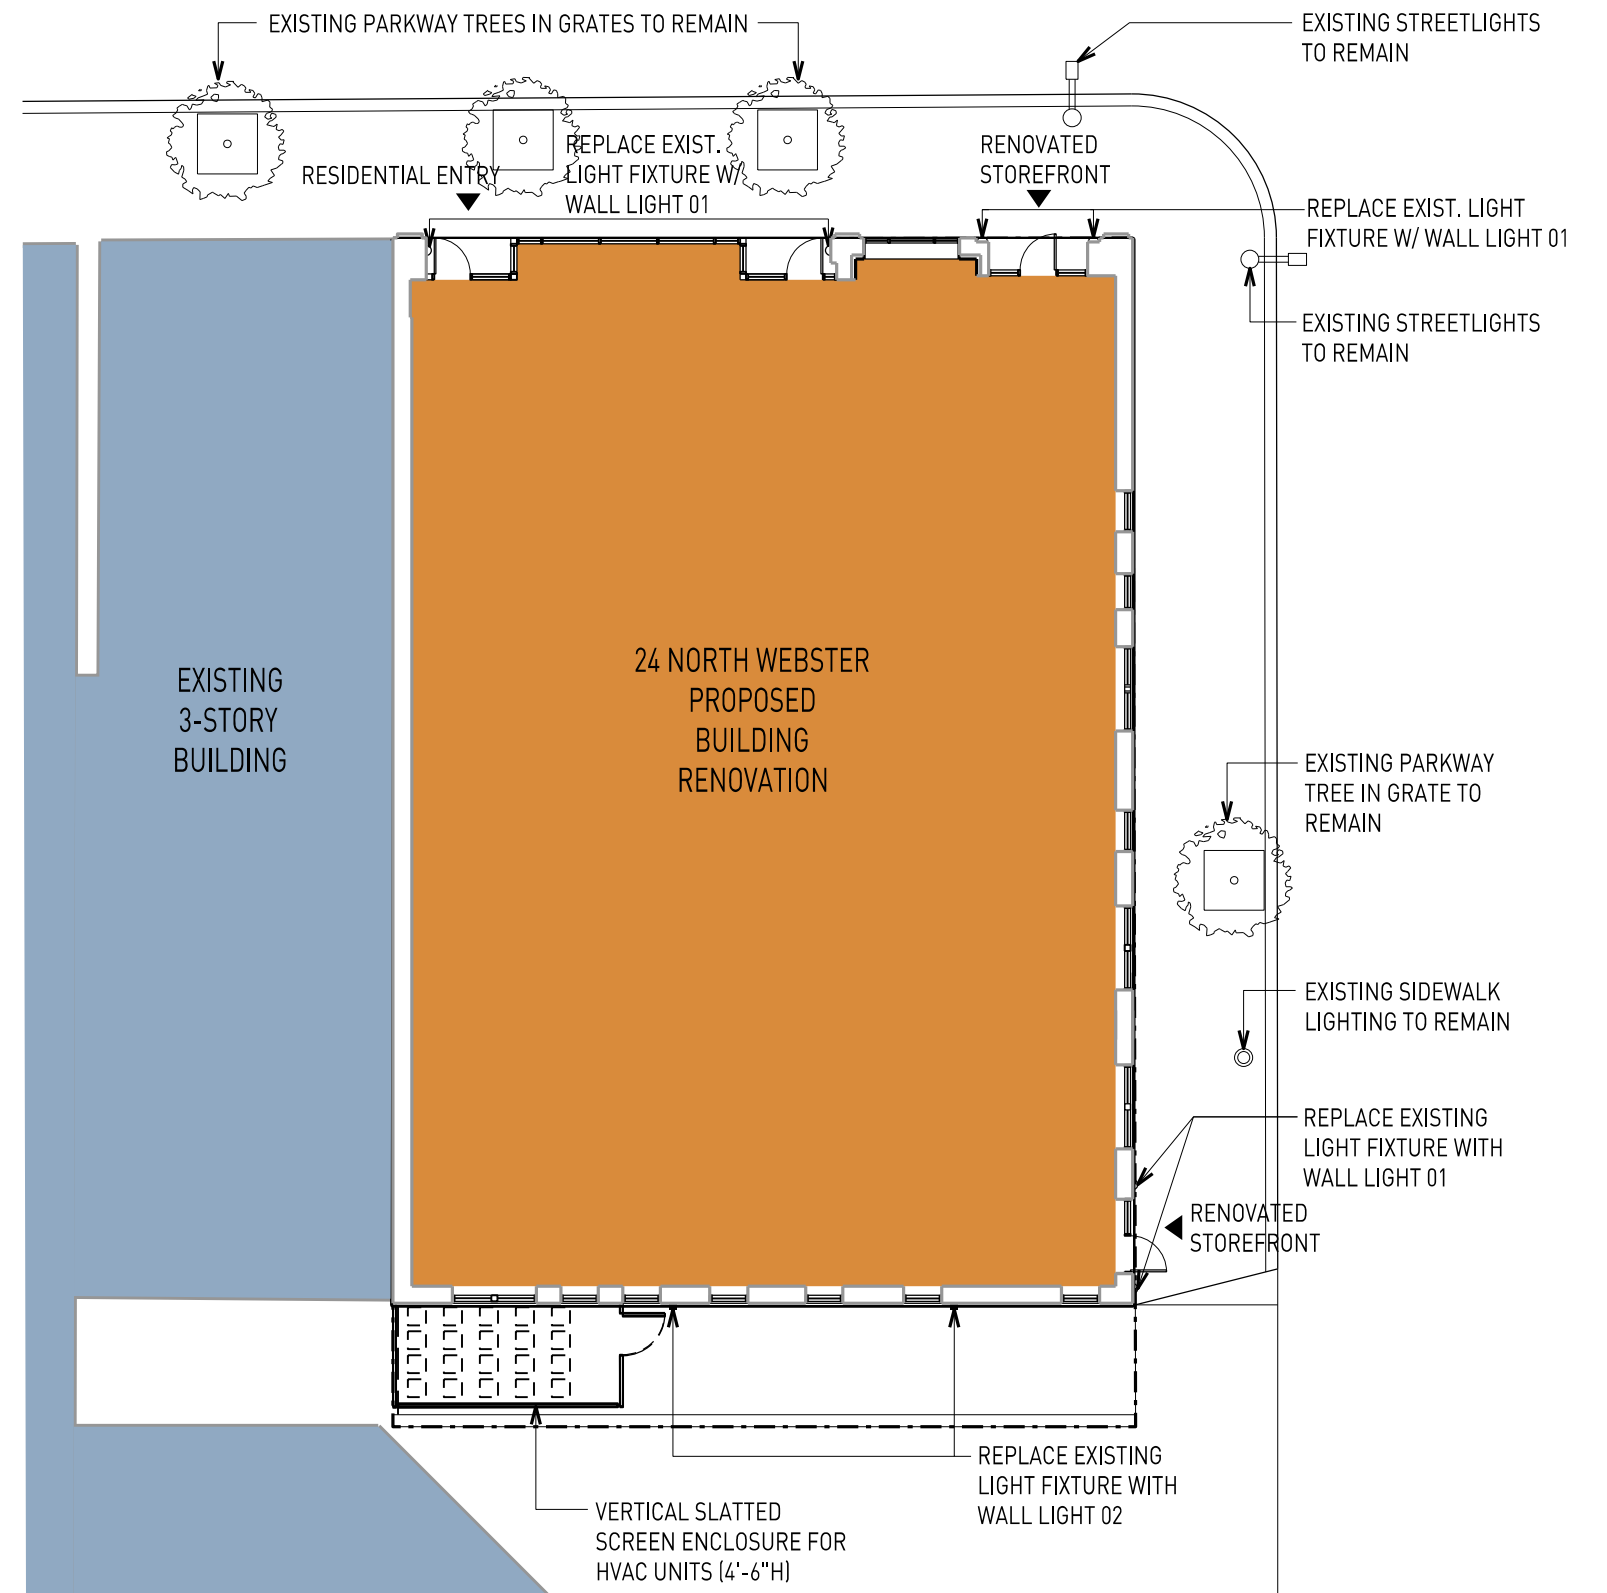 EXISTING PARKWAY TREES IN GRATES TO REMAIN
EXISTING STREETLIGHTS
TO REMAIN
REPLACE EXIST.
LIGHT FIXTURE W/
WALL LIGHT 01
RESIDENTIAL ENTRY
RENOVATED
STOREFRONT
REPLACE EXIST. LIGHT
FIXTURE W/ WALL LIGHT 01
EXISTING STREETLIGHTS
TO REMAIN
EXISTING
3-STORY
BUILDING
24 NORTH WEBSTER
PROPOSED
BUILDING
RENOVATION
EXISTING PARKWAY
TREE IN GRATE TO
REMAIN
EXISTING SIDEWALK
LIGHTING TO REMAIN
REPLACE EXISTING
LIGHT FIXTURE WITH
WALL LIGHT 01
RENOVATED
STOREFRONT
REPLACE EXISTING
LIGHT FIXTURE WITH
WALL LIGHT 02
VERTICAL SLATTED
SCREEN ENCLOSURE FOR
HVAC UNITS (4'-6"H)